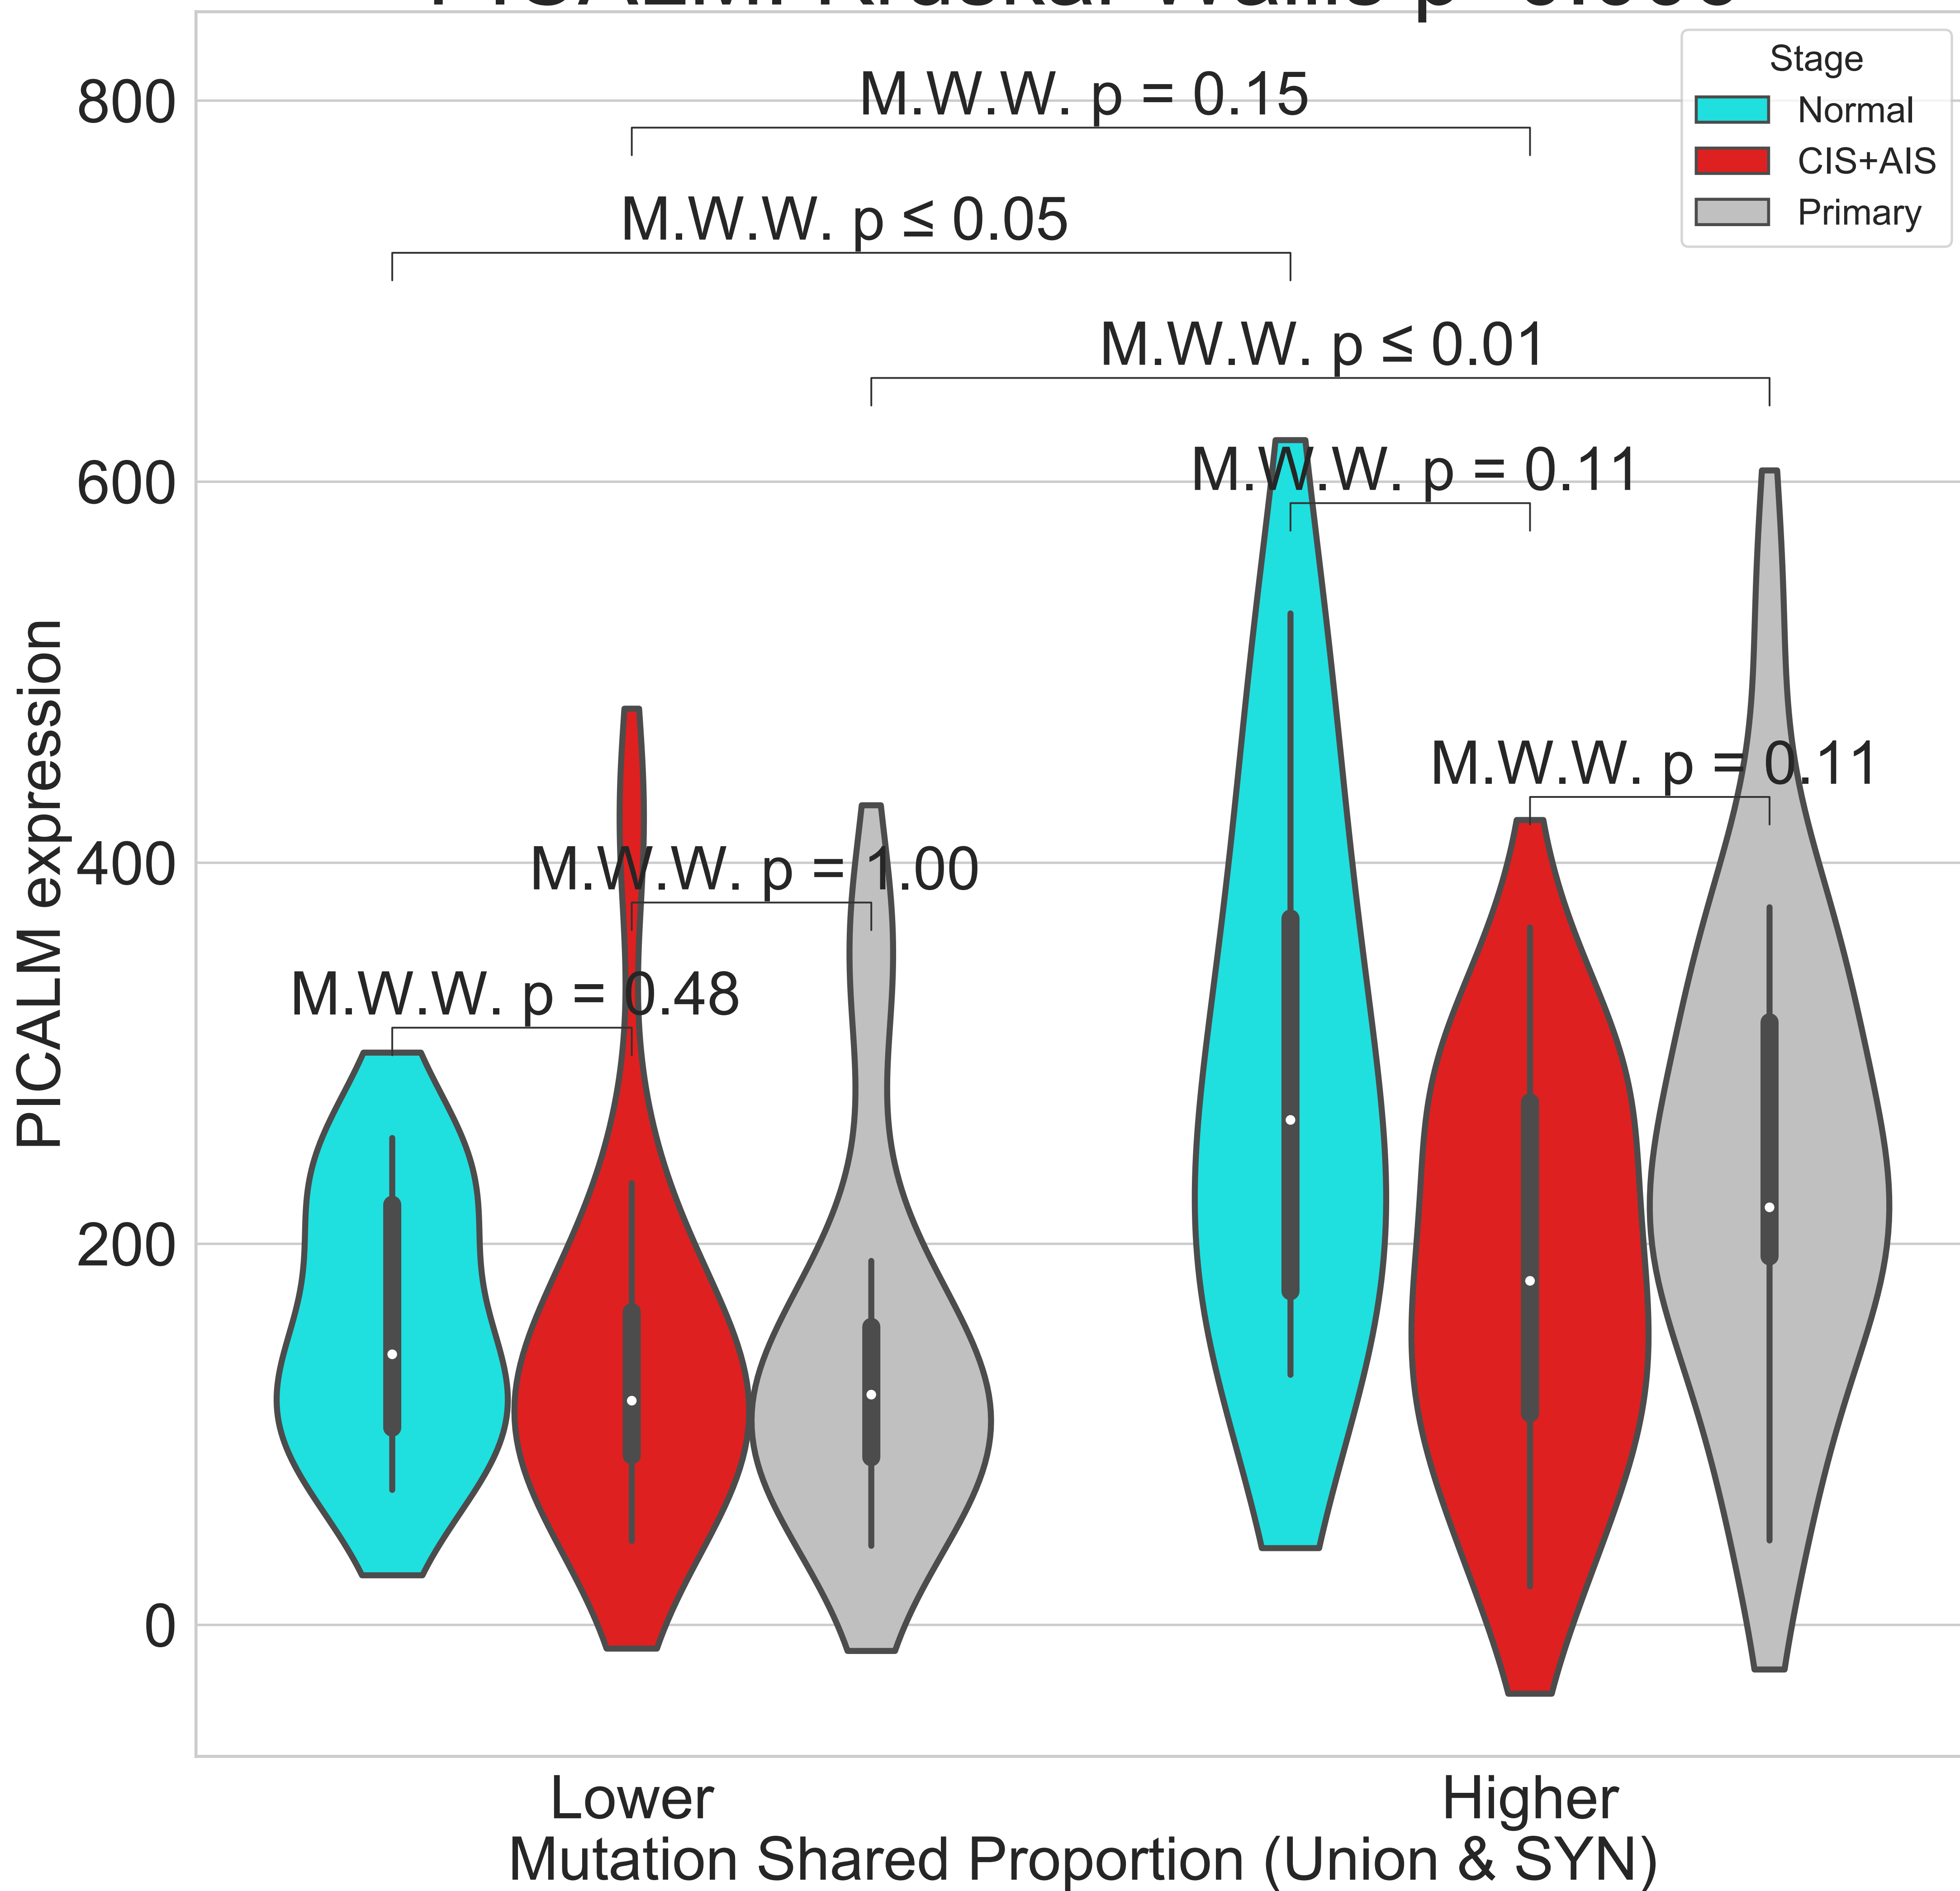 Stage
Normal
CIS+AIS
Primary
M.W.W. p = 0.15
M.W.W. p ≤ 0.05
M.W.W. p ≤ 0.01
M.W.W. p = 0.11
M.W.W. p = 0.11
M.W.W. p = 1.00
M.W.W. p = 0.48
800
600
400
200
0
PICALM expression
Lower
Higher
Mutation Shared Proportion (Union & SYN)